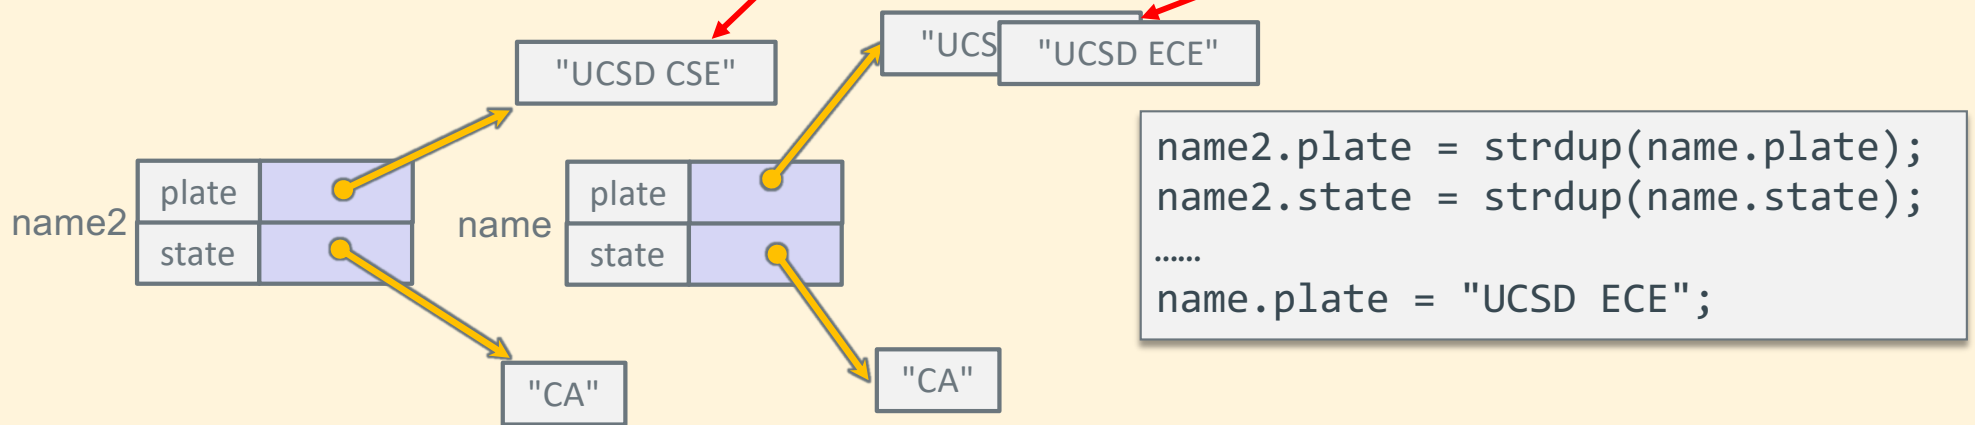 "UCSD CSE"
"UCS
"UCSD ECE"
name2
plate
state
name
plate
state
"CA"
"CA"
name2.plate = strdup(name.plate);
name2.state = strdup(name.state);
……
name.plate = "UCSD ECE";